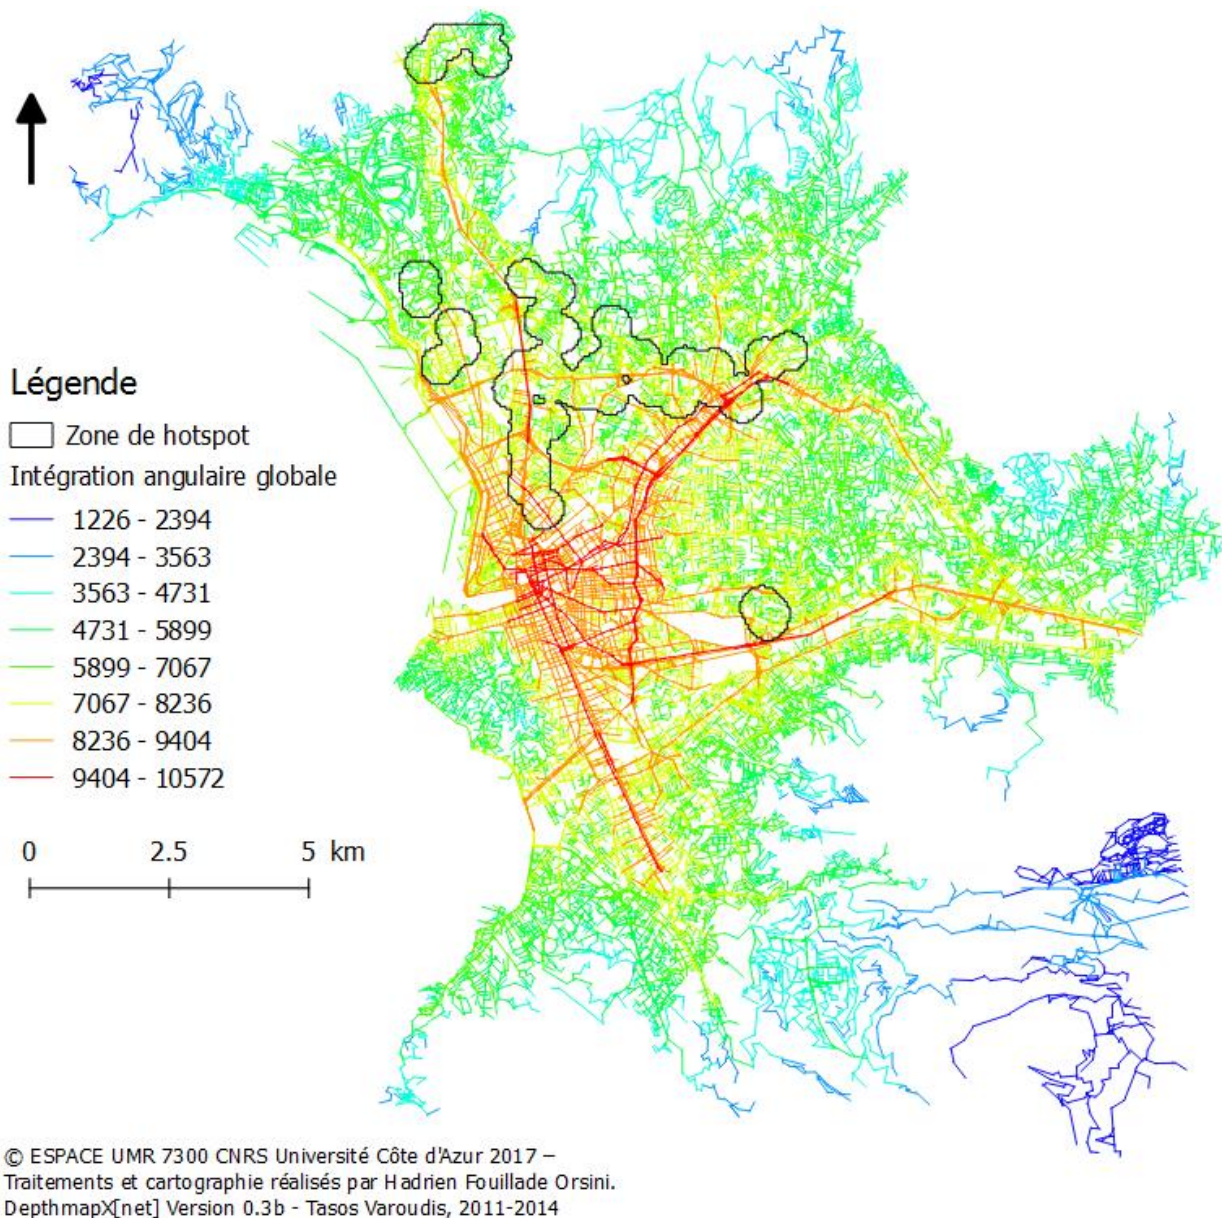 Légende
Zone de hotspot
Intégration angulaire globale
1226 - 2394
2394 - 3563
3563 - 4731
4731 - 5899
5899 - 7067
7067 - 8236
8236 - 9404
9404 - 10572
0 2.5 5 km
© ESPACE UMR 7300 CNRS Université Côte d'Azur 2017 –
Traitements et cartographie réalisés par Hadrien Fouillade Orsini.
DepthmapX[net] Version 0.3b - Tasos Varoudis, 2011-2014